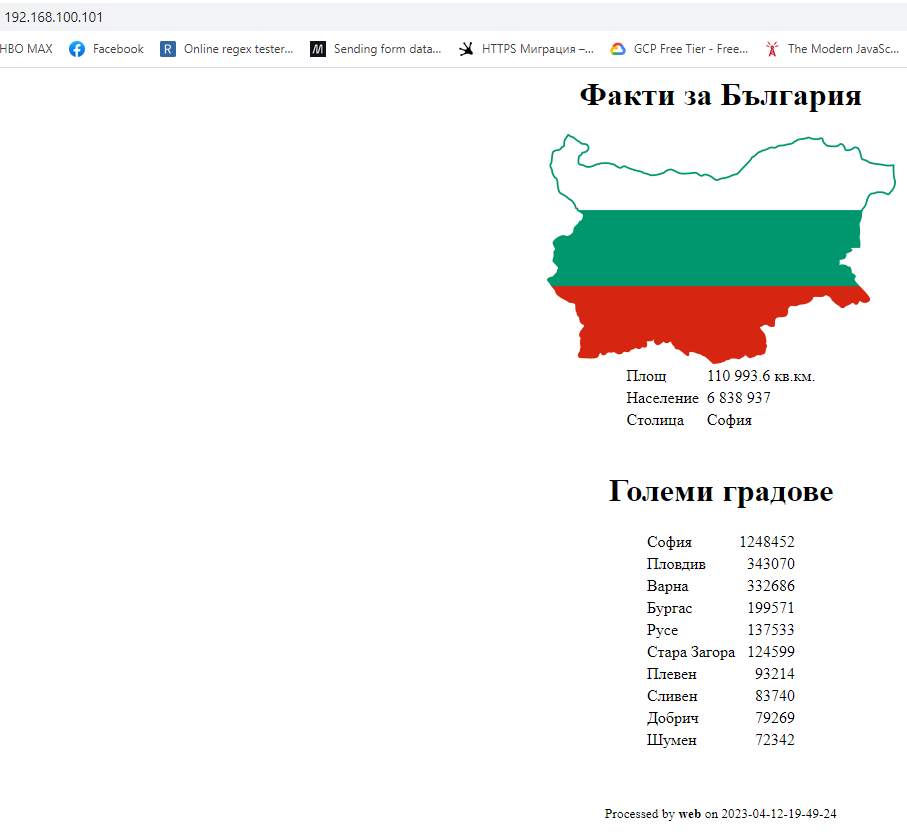 192.168.100.101
HBO MAX Facebook R Online regex tester... M Sending form data... HTTPS Миграция –... GCP Free Tier - Free... The Modern JavaSc...
Факти за България
Площ 110 993.6 кв.км.
Население 6 838 937
Столица София
Големи градове
София 1248452
Пловдив 343070
Варна 332686
Бургас 199571
Русе 137533
Стара Загора 124599
Плевен 93214
Сливен 83740
Добрич 79269
Шумен 72342
Processed by web on 2023-04-12-19-49-24